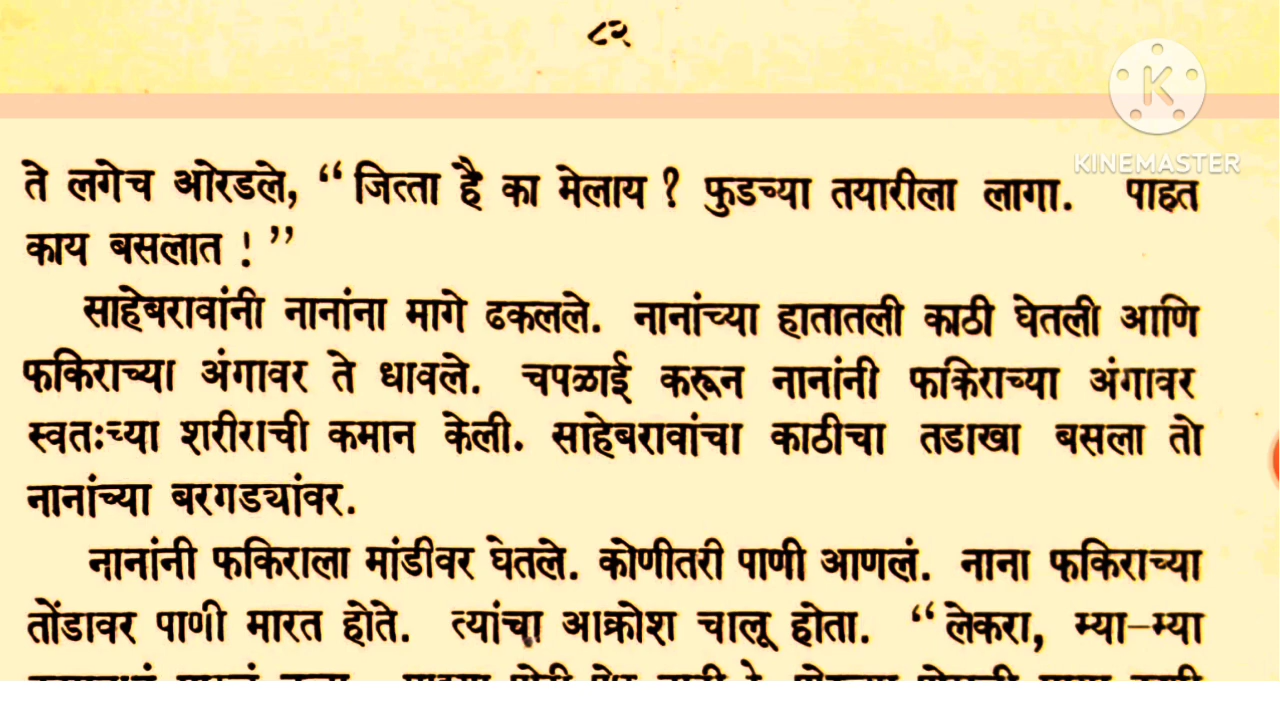 ८२
KINEMASTER
ते लगेच ओरडले, “जित्ता है का मेलाय ? फुडच्या तयारीला लागा. पाहत
काय बसलात !”
साहेबरावांनी नानांना मागे ढकलले. नानांच्या हातातली काठी घेतली आणि
फकिराच्या अंगावर ते धावले. चपळाई करून नानांनी फकिराच्या अंगावर
स्वतःच्या शरीराची कमान केली. साहेबरावांचा काठीचा तडाखा बसला तो
नानांच्या बरगड्यांवर.
नानांनी फकिराला मांडीवर घेतले. कोणीतरी पाणी आणलं. नाना फकिराच्या
तोंडावर पाणी मारत होते. त्यांचा आक्रोश चालू होता. “लेकरा, म्या–म्या